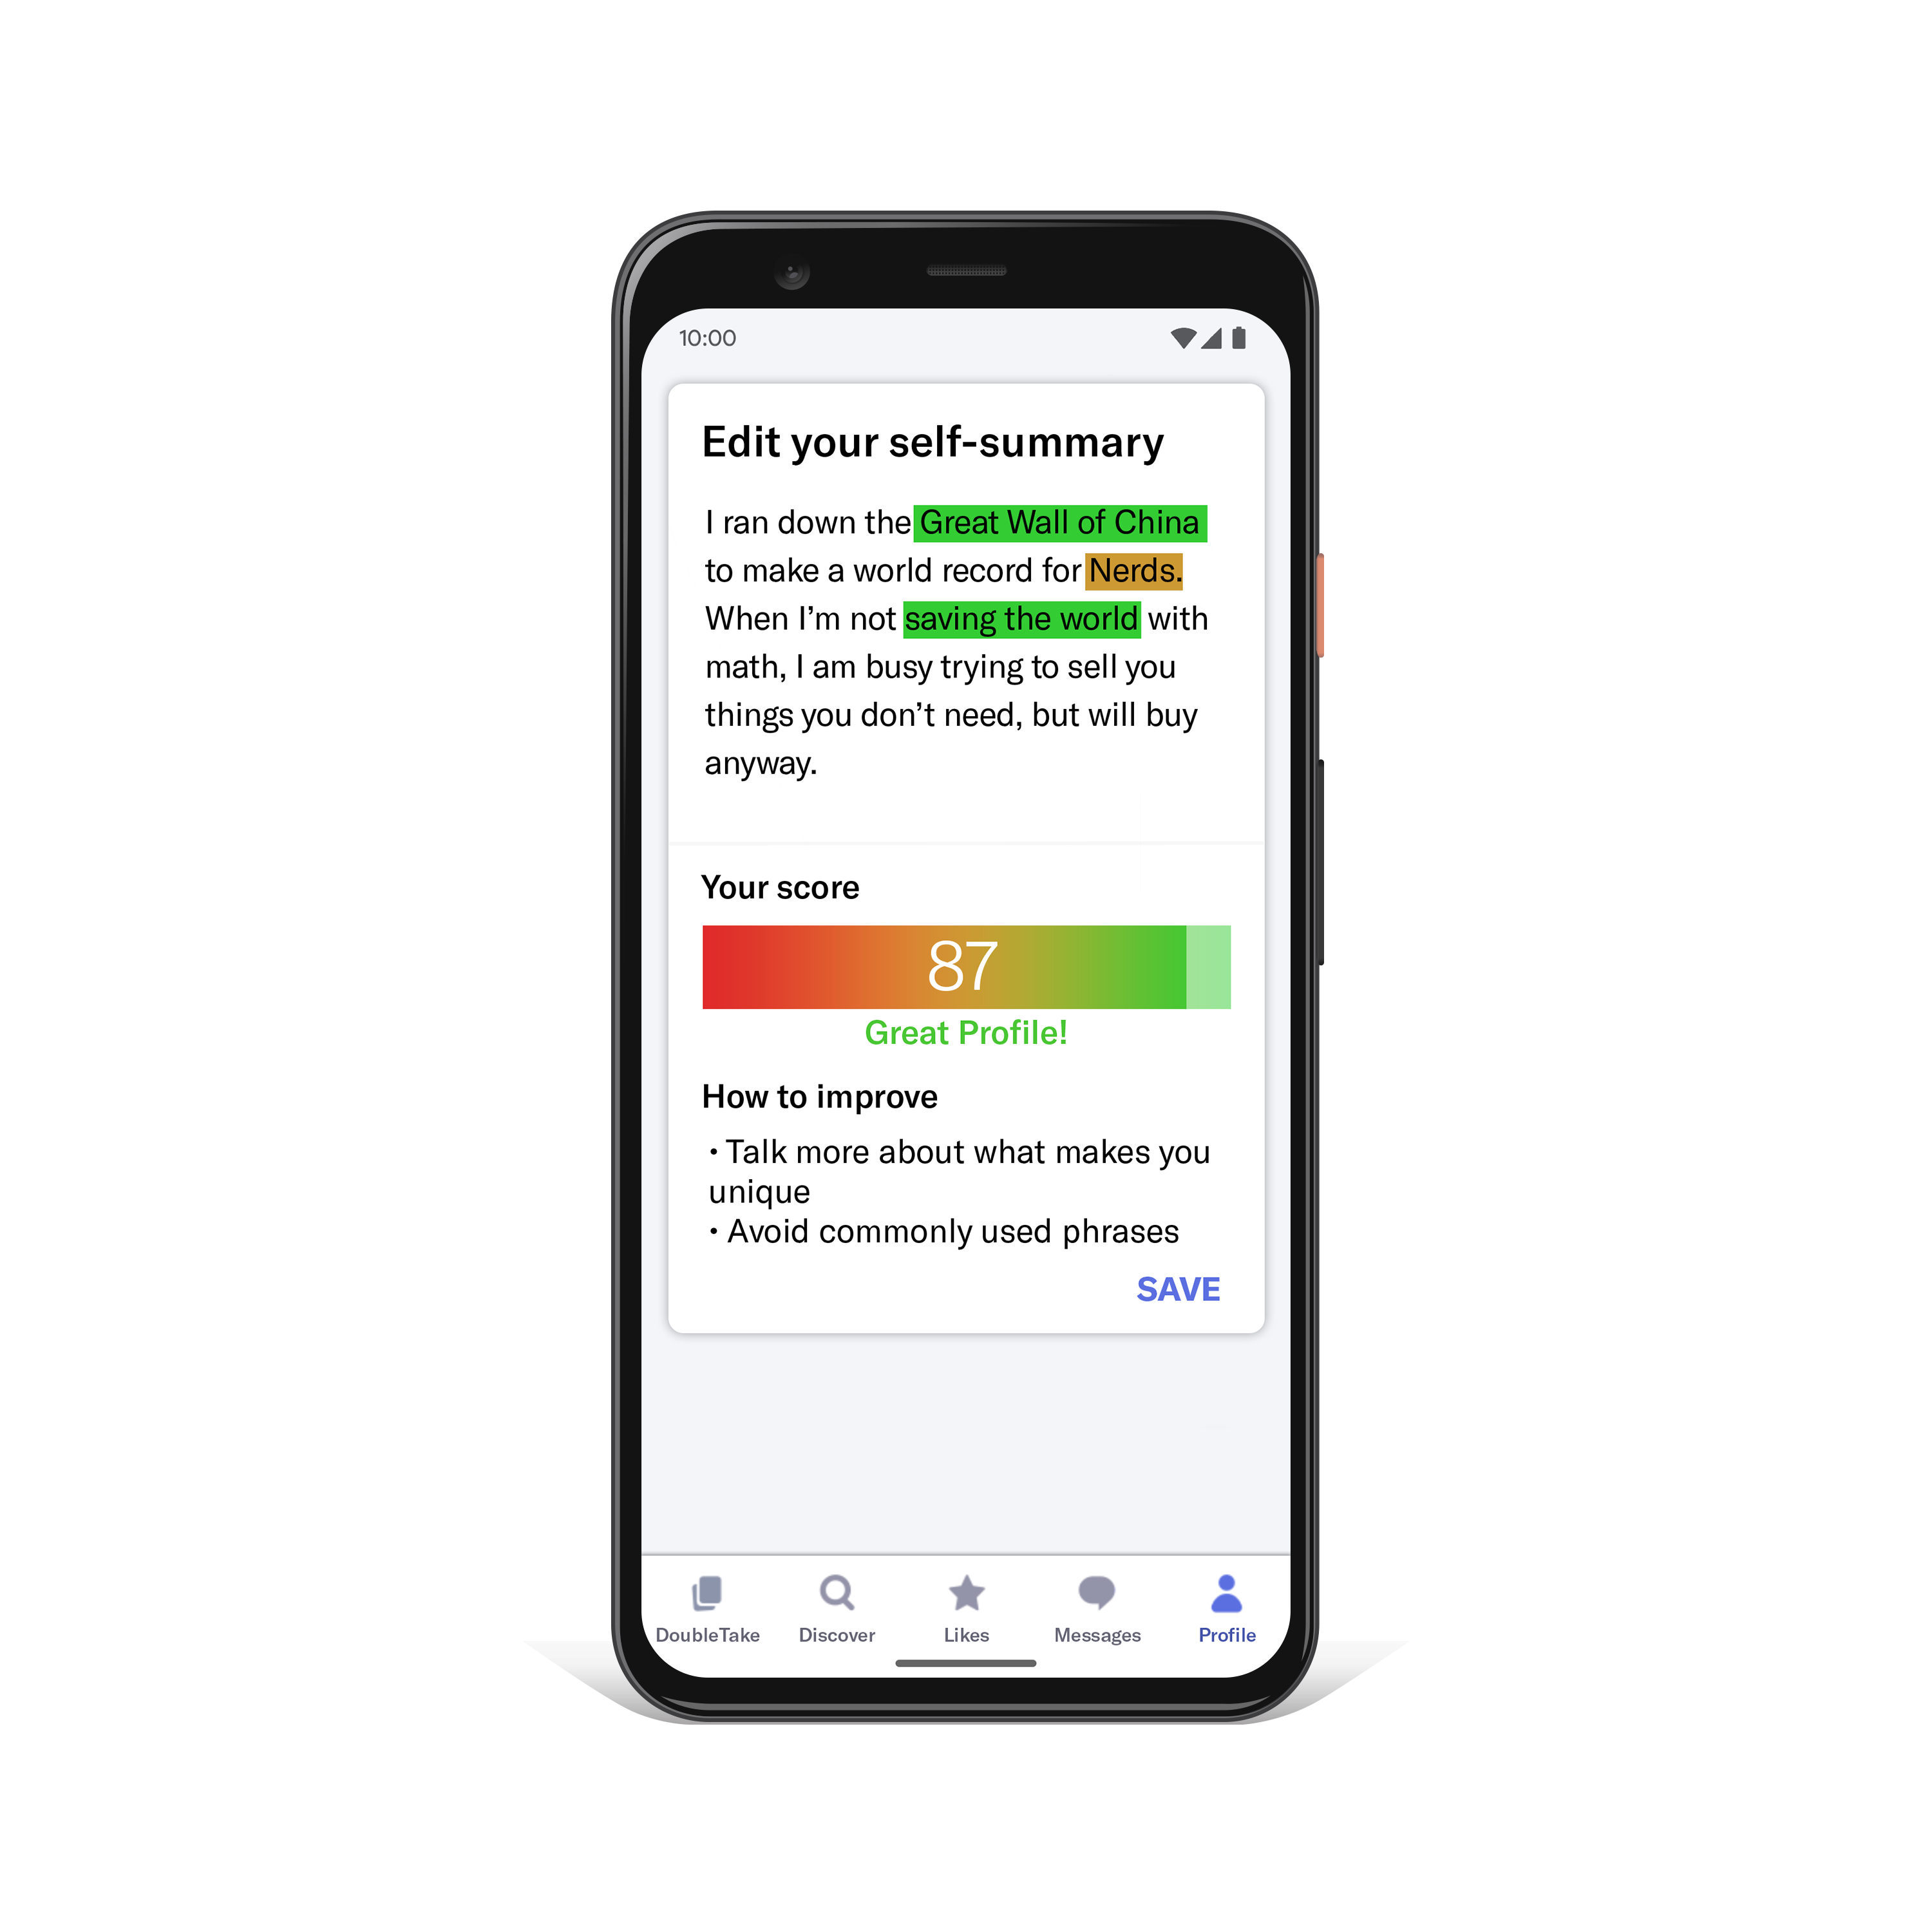 10:00
Edit your self-summary
I ran down the Great Wall of China
to make a world record for Nerds.
When I’m not saving the world with
math, I am busy trying to sell you
things you don’t need, but will buy
anyway.
Your score
87
Great Profile!
How to improve
• Talk more about what makes you
unique
• Avoid commonly used phrases
SAVE
DoubleTake Discover Likes Messages Profile